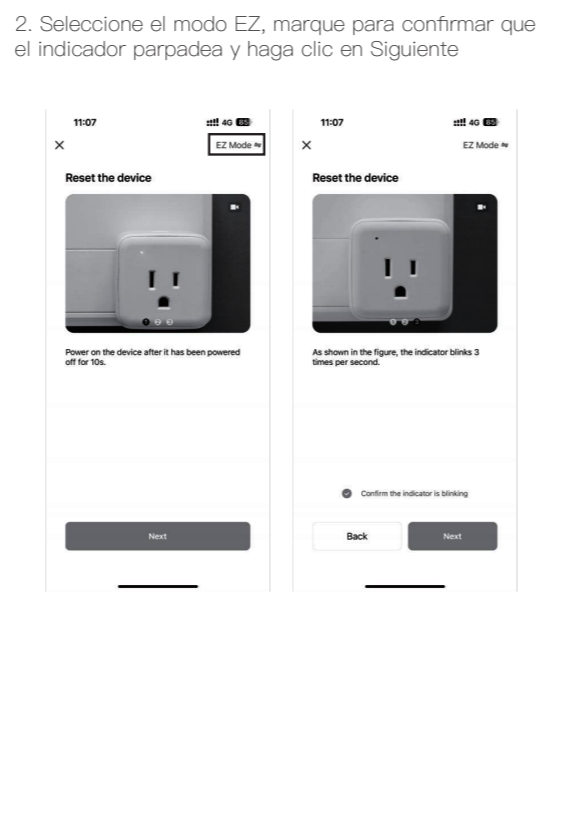 2. Seleccione el modo EZ, marque para confirmar que
el indicador parpadea y haga clic en Siguiente
11:07
4G 85
EZ Mode
Reset the device
Power on the device after it has been powered
off for 10s.
Next
11:07
4G 85
EZ Mode
Reset the device
As shown in the figure, the indicator blinks 3
times per second.
Confirm the indicator is blinking
Back
Next